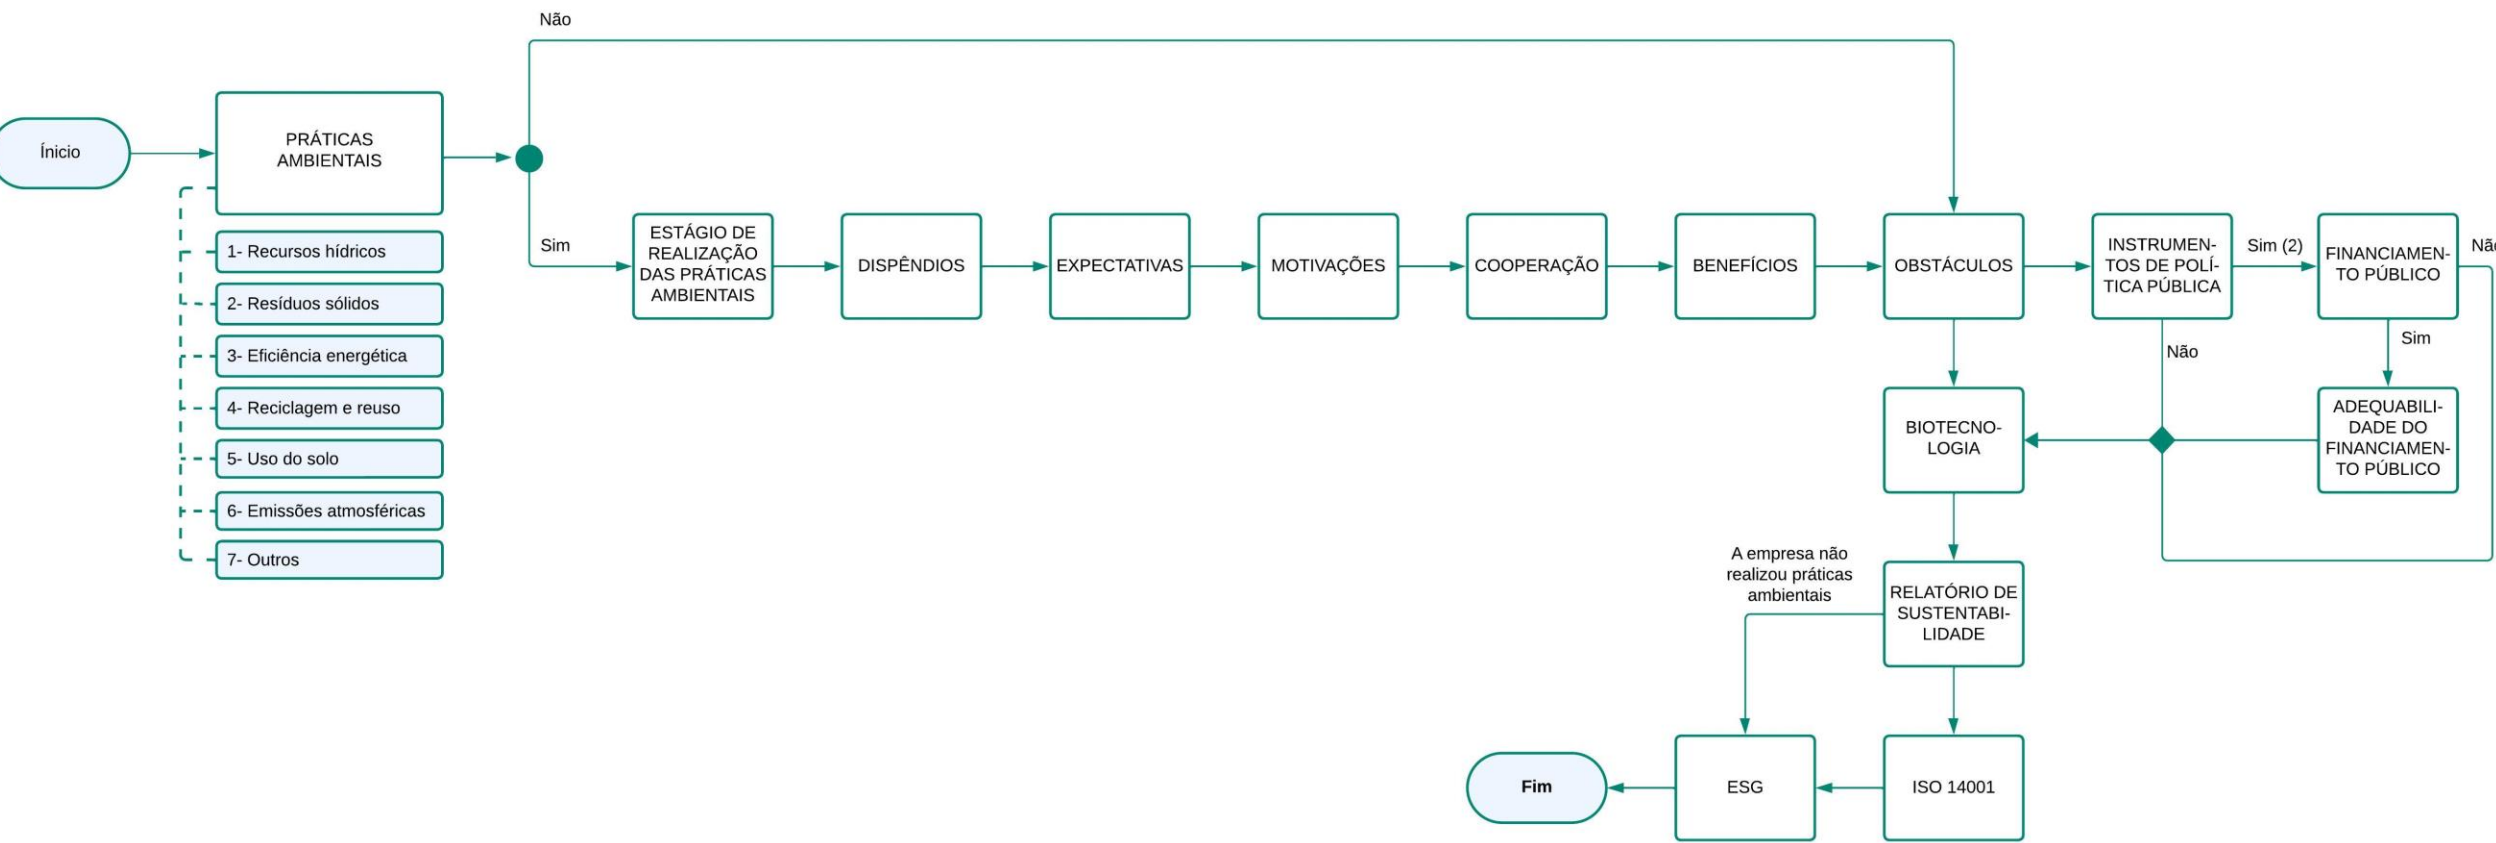 Não
Ínicio
PRÁTICAS
AMBIENTAIS
1- Recursos hídricos
2- Resíduos sólidos
3- Eficiência energética
4- Reciclagem e reuso
5- Uso do solo
6- Emissões atmosféricas
7- Outros
Sim
ESTÁGIO DE
REALIZAÇÃO
DAS PRÁTICAS
AMBIENTAIS
DISPÊNDIOS
EXPECTATIVAS
MOTIVAÇÕES
COOPERAÇÃO
BENEFÍCIOS
OBSTÁCULOS
INSTRUMEN-
TOS DE POLÍ-
TICA PÚBLICA
Sim (2)
FINANCIAMEN-
TO PÚBLICO
Não
Sim
ADEQUABILI-
DADE DO
FINANCIAMEN-
TO PÚBLICO
BIOTECNO-
LOGIA
A empresa não
realizou práticas
ambientais
RELATÓRIO DE
SUSTENTABI-
LIDADE
ISO 14001
ESG
Fim